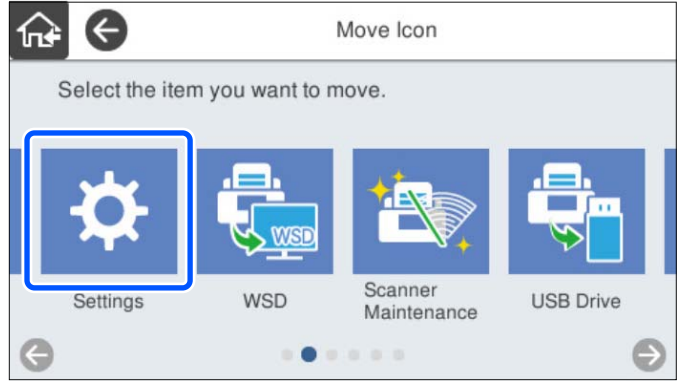 Move Icon
Select the item you want to move.
WSD
Settings
WSD
Scanner
Maintenance
USB Drive